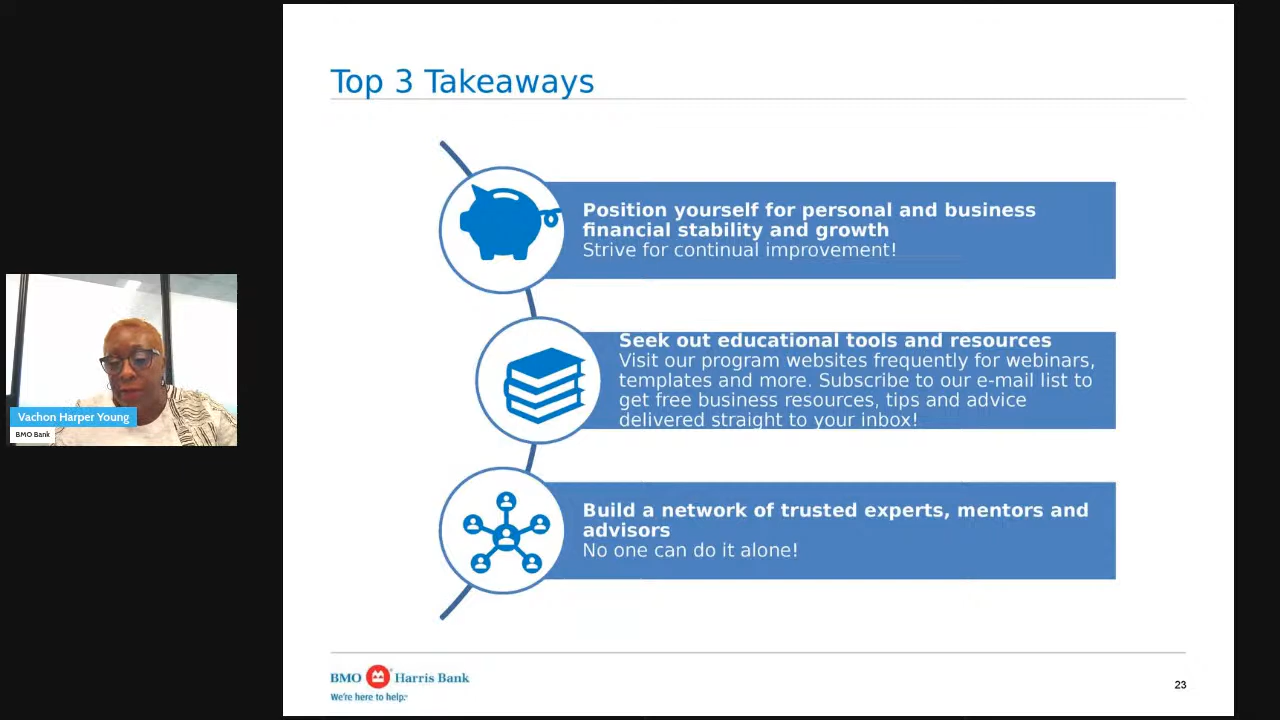 Top 3 Takeaways
Position yourself for personal and business
financial stability and growth
Strive for continual improvement!
Seek out educational tools and resources
Visit our program websites frequently for webinars,
templates and more. Subscribe to our e-mail list to
get free business resources, tips and advice
delivered straight to your inbox!
Build a network of trusted experts, mentors and
advisors
No one can do it alone!
Vachon Harper Young
BMO Bank
BMO Harris Bank
We're here to help.
23